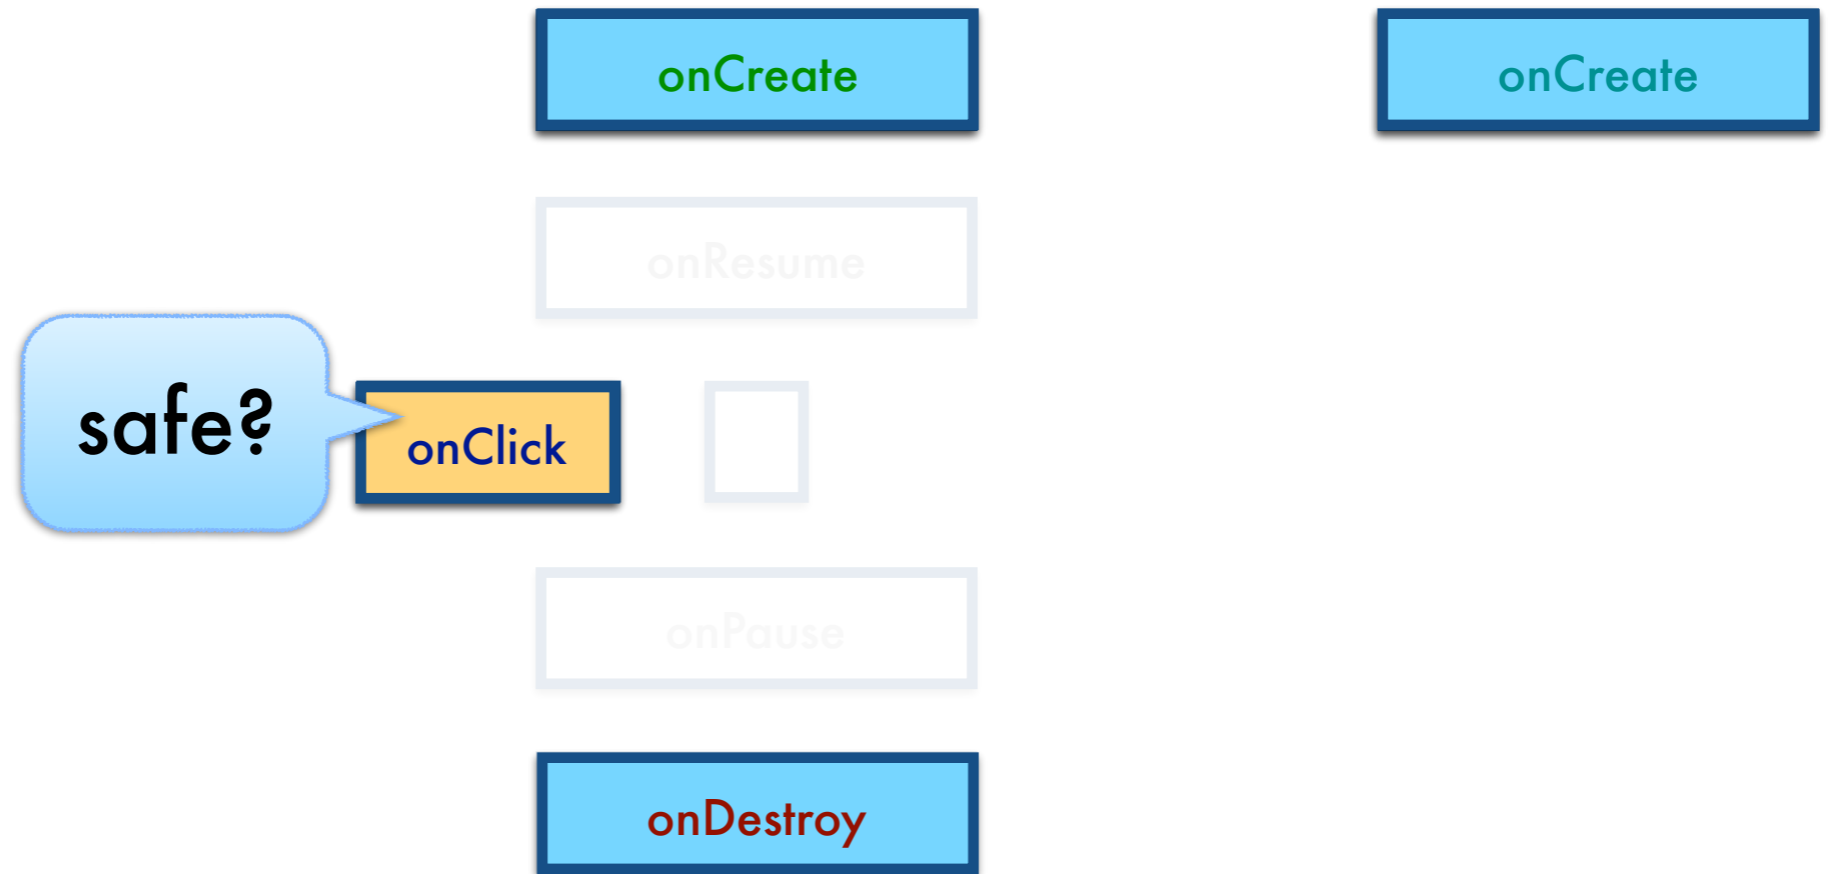 onCreate
onCreate
onResume
safe?
onClick
onPause
onDestroy